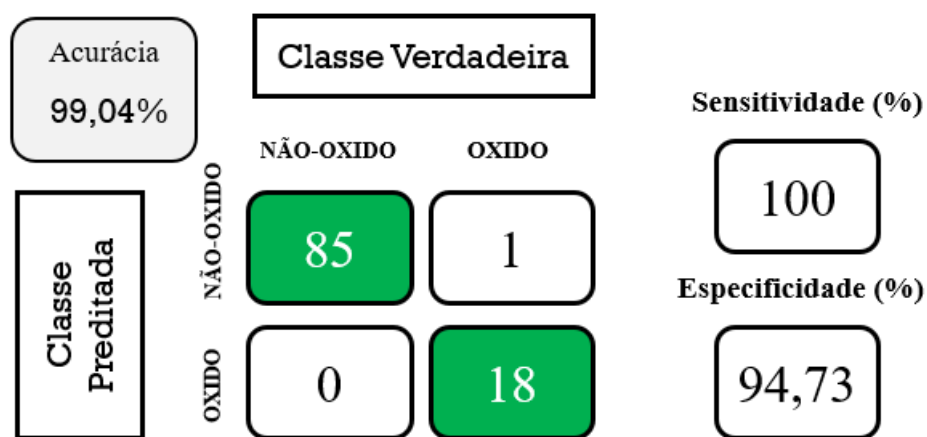 Acurácia
99,04%
Classe Verdadeira
Sensitividade (%)
NÃO-OXIDO
OXIDO
100
Classe
Preditada
NÃO-OXIDO
85
1
Especificidade (%)
OXIDO
0
18
94,73